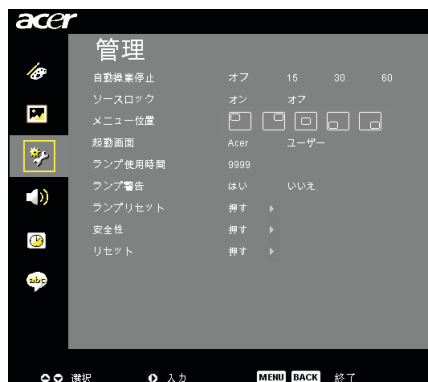 acer
管理
自動操業停止 オフ 15 30 60
ソースロック オン オフ
メニュー位置
起動画面 Acer ユーザー
ランプ使用時間 9999
ランプ警告 はい いいえ
ランプリセット 押す
安全性 押す
リセット 押す
abc
選択 入力 MENU BACK 終了